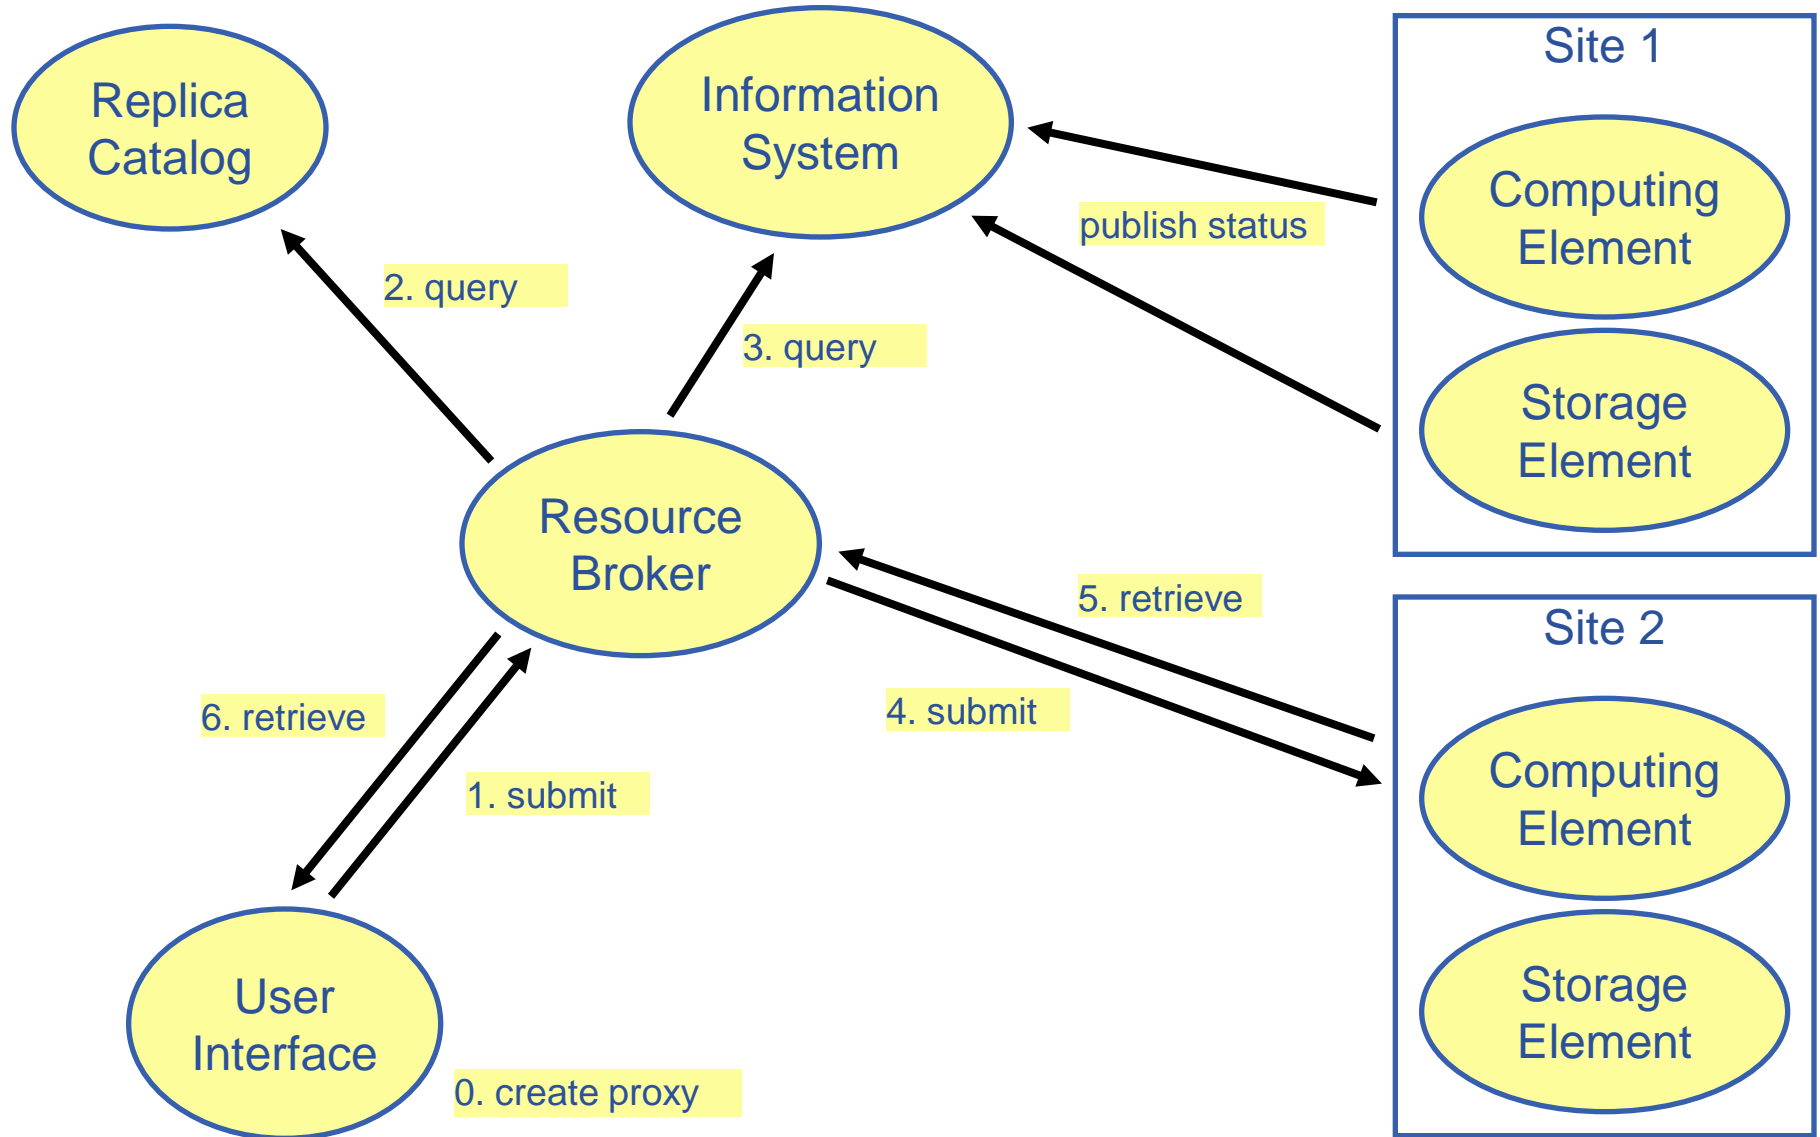 Replica
Catalog
Information
System
Site 1
Computing
Element
publish status
Storage
Element
2. query
3. query
Resource
Broker
5. retrieve
4. submit
Site 2
Computing
Element
Storage
Element
6. retrieve
1. submit
User
Interface
0. create proxy